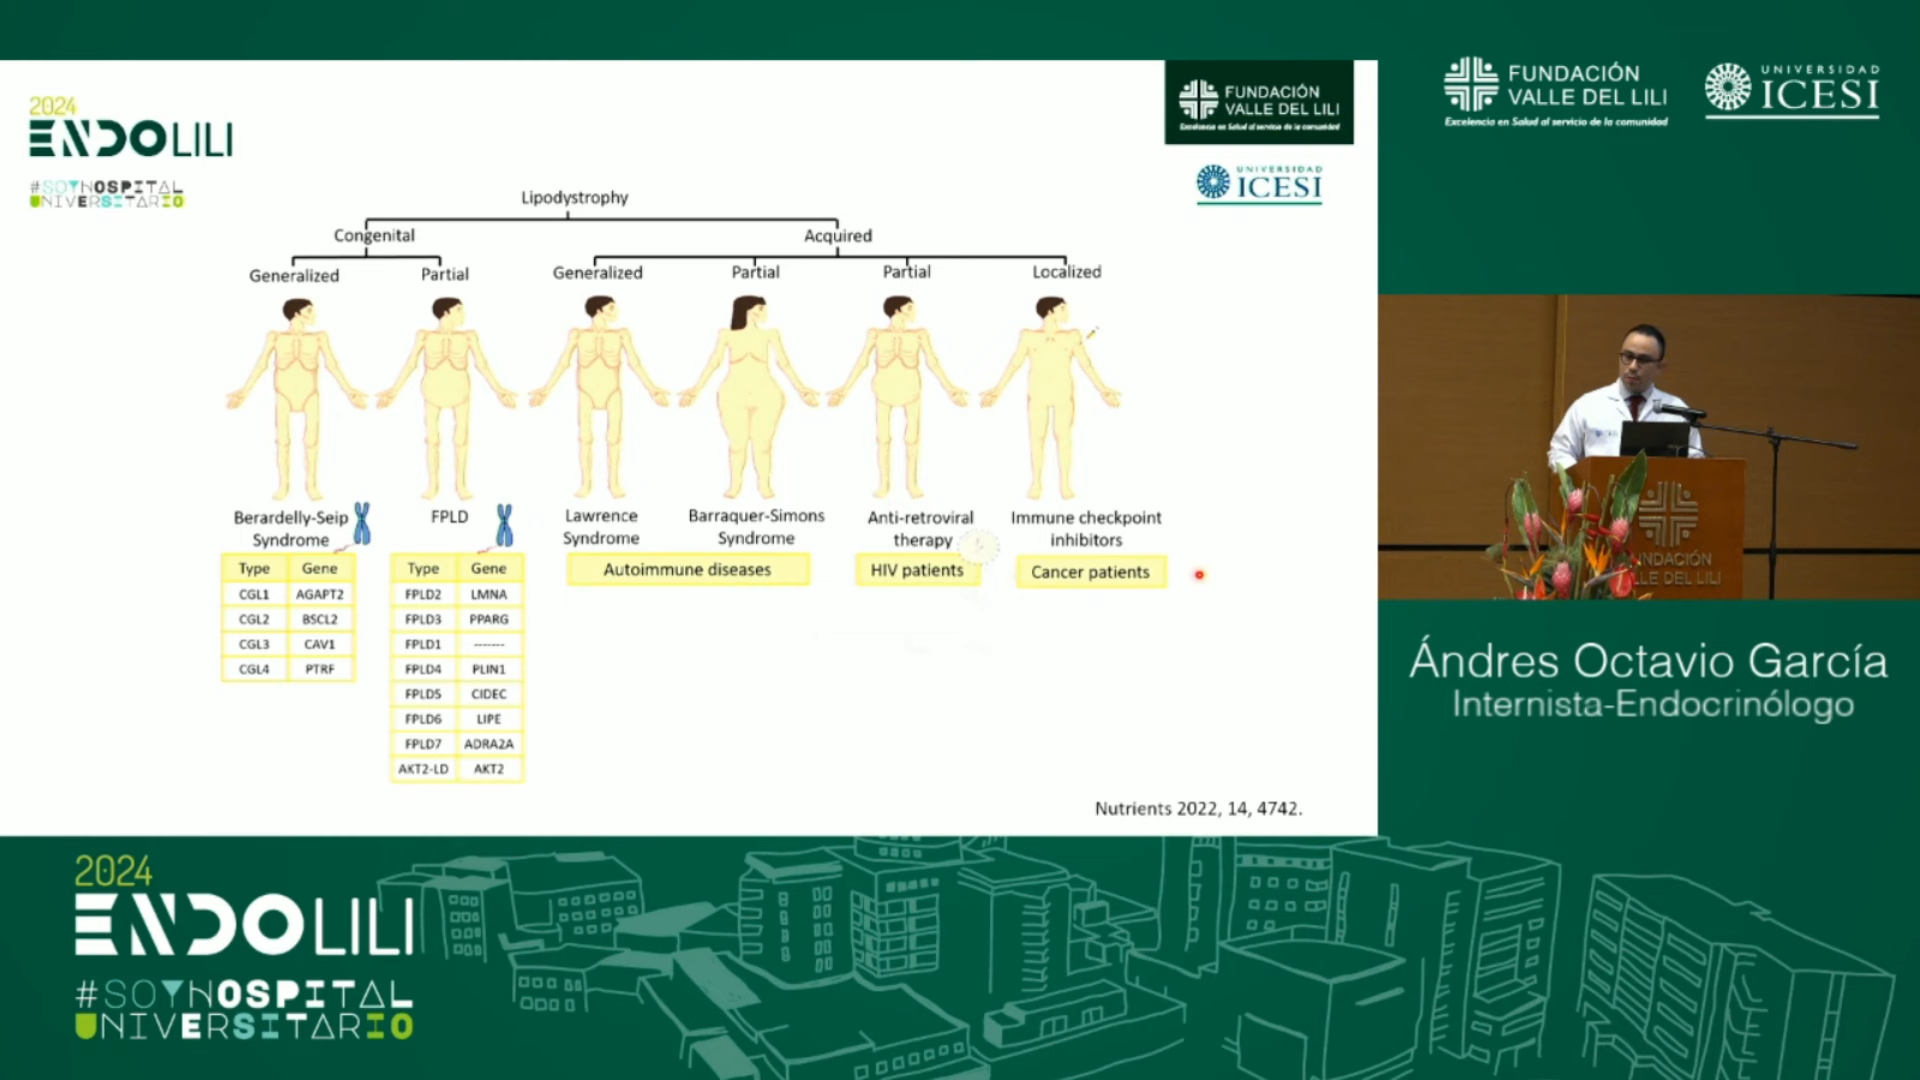 2024
ENDOLILI
#SOYHOSPITAL
UNIVERSITARIO
FUNDACIÓN
VALLE DEL LILI
Excelencia en Salud al servicio de la comunidad
UNIVERSIDAD
ICESI
Lipodystrophy
Congenital
Acquired
Generalized
Partial
Generalized
Partial
Partial
Localized
Berardelly-Seip
Syndrome
FPLD
Lawrence
Syndrome
Barraquer-Simons
Syndrome
Anti-retroviral
therapy
Immune checkpoint
inhibitors
Autoimmune diseases
HIV patients
Cancer patients
Type Gene
CGL1 AGAPT2
CGL2 BSCL2
CGL3 CAV1
CGL4 PTRF
Type Gene
FPLD2 LMNA
FPLD3 PPARG
FPLD1 -------
FPLD4 PLIN1
FPLD5 CIDEC
FPLD6 LIPE
FPLD7 ADRA2A
AKT2-LD AKT2
Nutrients 2022, 14, 4742.
FUNDACIÓN
VALLE DEL LILI
Excelencia en Salud al servicio de la comunidad
UNIVERSIDAD
ICESI
Ándres Octavio García
Internista-Endocrinólogo
2024
ENDOLILI
#SOYHOSPITAL
UNIVERSITARIO